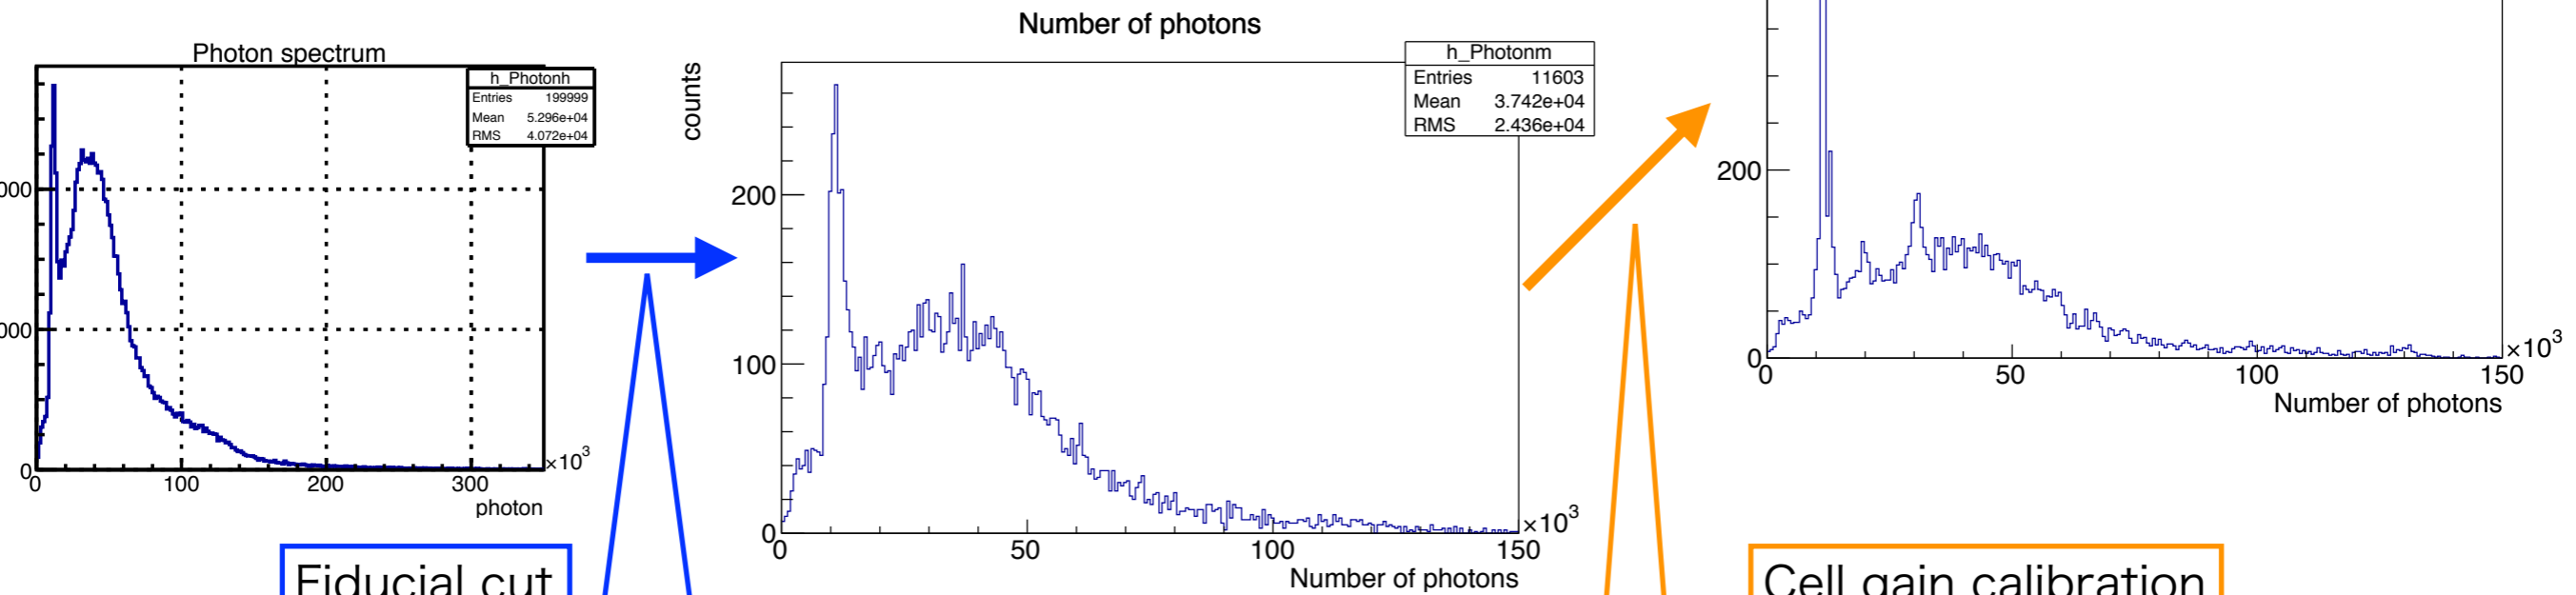 Photon spectrum
h_Photonh
Entries 199999
Mean 5.296e+04
RMS 4.072e+04
000
000
0
0 100 200 300
×10³
photon
Number of photons
counts
h_Photonm
Entries 11603
Mean 3.742e+04
RMS 2.436e+04
200
100
0
0 50 100 150
×10³
Number of photons
200
0
0 50 100 150
×10³
Number of photons
Fiducial cut
Cell gain calibration